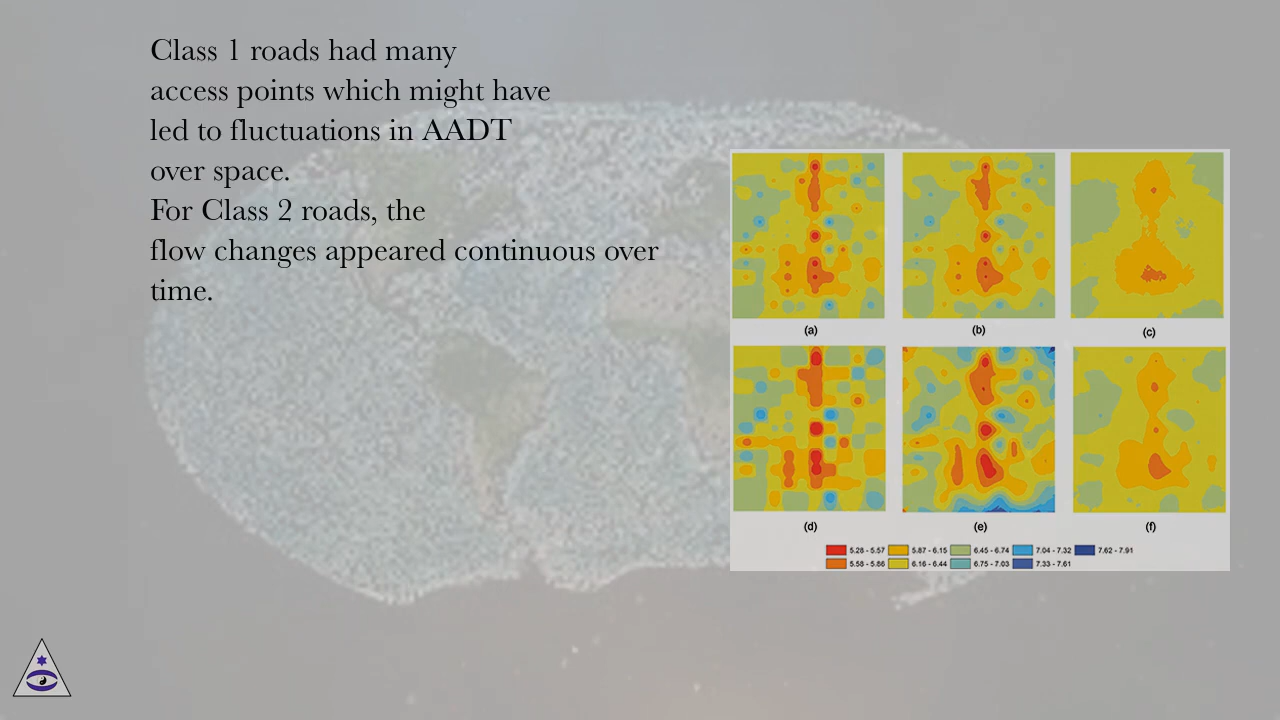 Class 1 roads had many
access points which might have
led to fluctuations in AADT
over space.
For Class 2 roads, the
flow changes appeared continuous over
time.
(a) (b) (c)
(d) (e) (f)
5.28 - 5.57 5.87 - 6.15 6.45 - 6.74 7.04 - 7.32 7.62 - 7.91
5.58 - 5.86 6.16 - 6.44 6.75 - 7.03 7.33 - 7.61